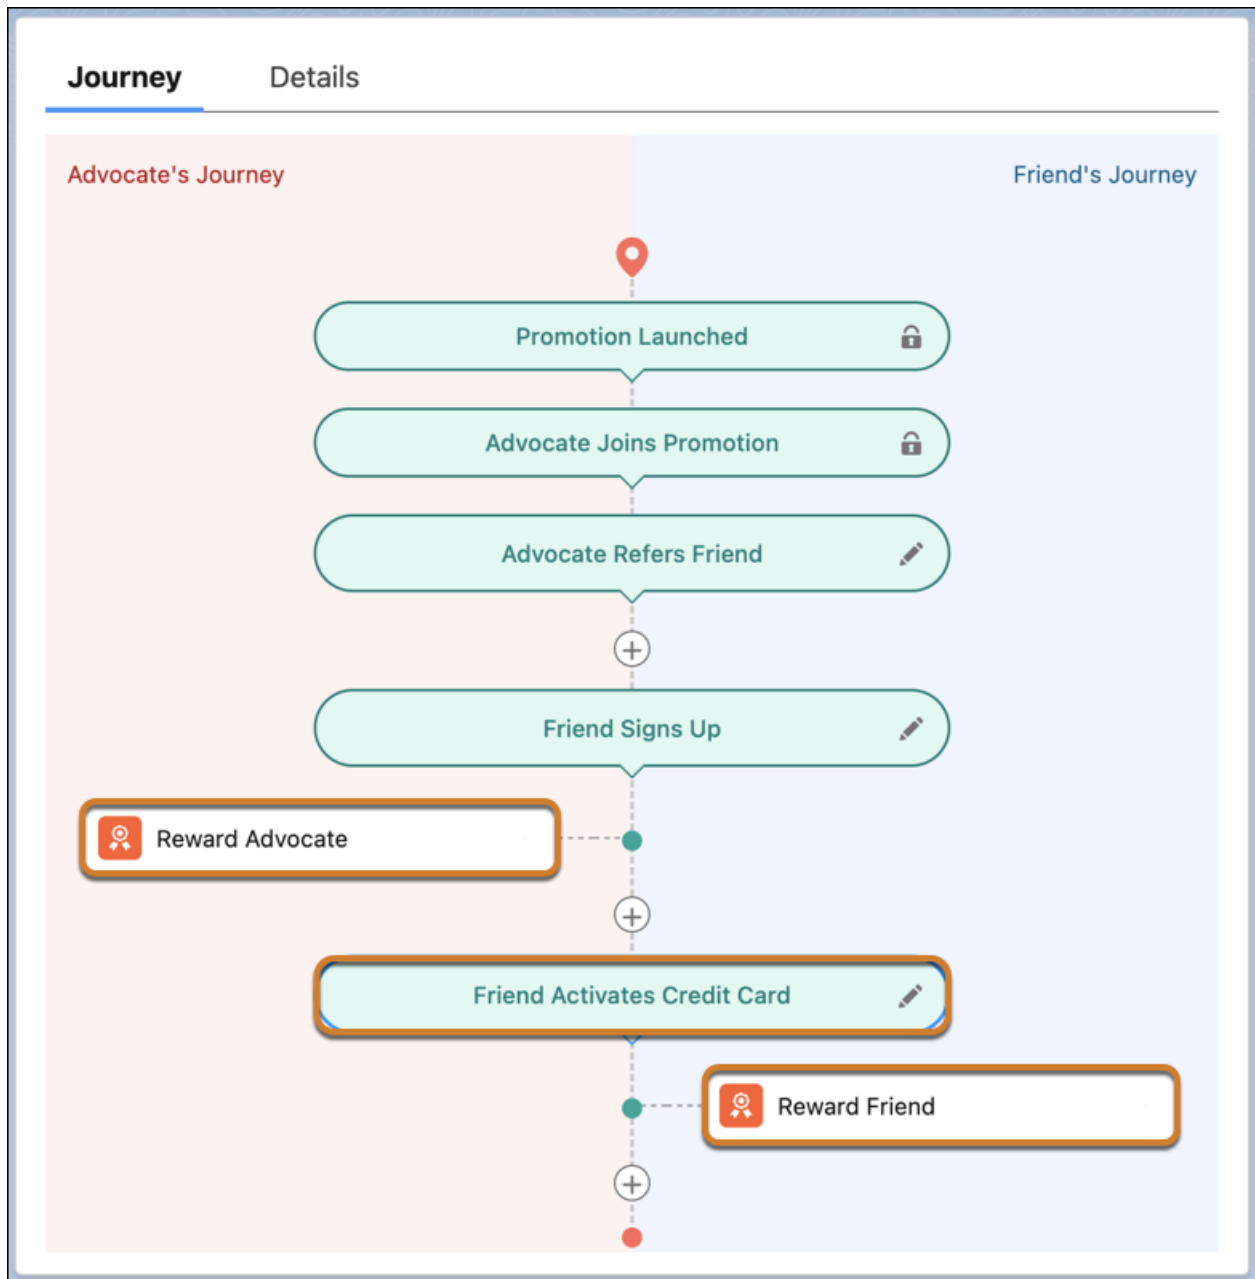 Journey
Details
Advocate's Journey
Friend's Journey
Promotion Launched
Advocate Joins Promotion
Advocate Refers Friend
Friend Signs Up
Reward Advocate
Friend Activates Credit Card
Reward Friend